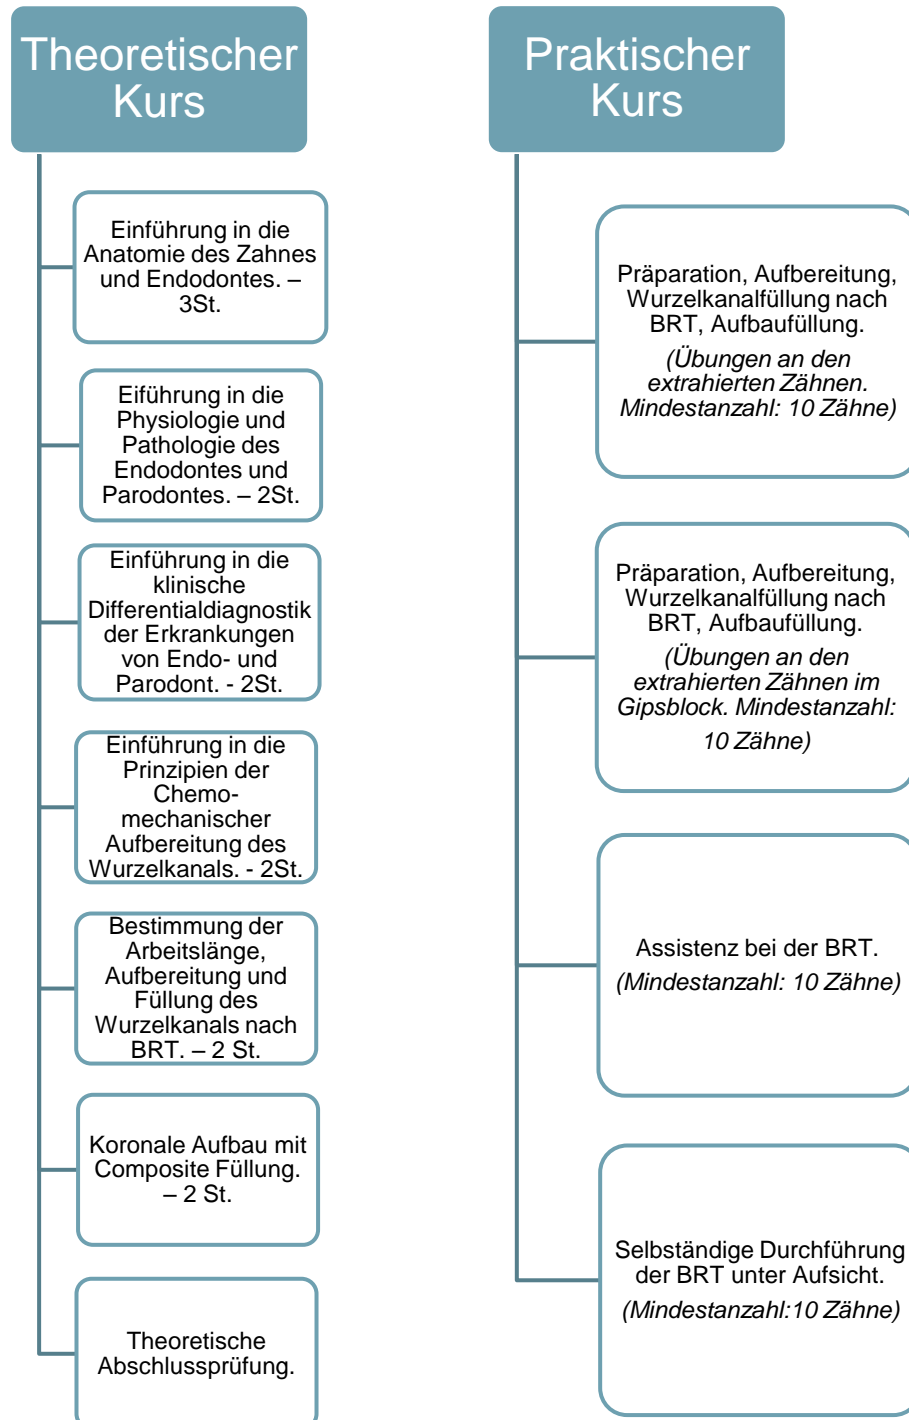 Theoretischer
Kurs
Einführung in die
Anatomie des Zahnes
und Endodontes. –
3St.
Eiführung in die
Physiologie und
Pathologie des
Endodontes und
Parodontes. – 2St.
Einführung in die
klinische
Differentialdiagnostik
der Erkrankungen
von Endo- und
Parodont. - 2St.
Einführung in die
Prinzipien der
Chemo-
mechanischer
Aufbereitung des
Wurzelkanals. - 2St.
Bestimmung der
Arbeitslänge,
Aufbereitung und
Füllung des
Wurzelkanals nach
BRT. – 2 St.
Koronale Aufbau mit
Composite Füllung.
– 2 St.
Theoretische
Abschlussprüfung.
Praktischer
Kurs
Präparation, Aufbereitung,
Wurzelkanalfüllung nach
BRT, Aufbaufüllung.
(Übungen an den
extrahierten Zähnen.
Mindestanzahl: 10 Zähne)
Präparation, Aufbereitung,
Wurzelkanalfüllung nach
BRT, Aufbaufüllung.
(Übungen an den
extrahierten Zähnen im
Gipsblock. Mindestanzahl:
10 Zähne)
Assistenz bei der BRT.
(Mindestanzahl: 10 Zähne)
Selbständige Durchführung
der BRT unter Aufsicht.
(Mindestanzahl:10 Zähne)